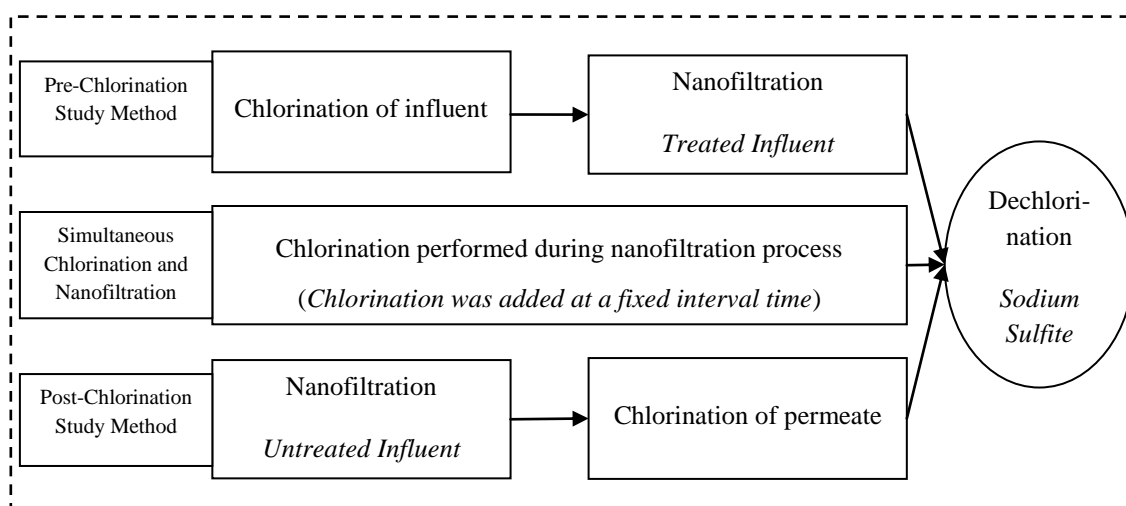 Pre-Chlorination
Study Method
Chlorination of influent
Nanofiltration
Treated Influent
Simultaneous
Chlorination and
Nanofiltration
Chlorination performed during nanofiltration process
(Chlorination was added at a fixed interval time)
Post-Chlorination
Study Method
Nanofiltration
Untreated Influent
Chlorination of permeate
Dechlori-
nation
Sodium
Sulfite